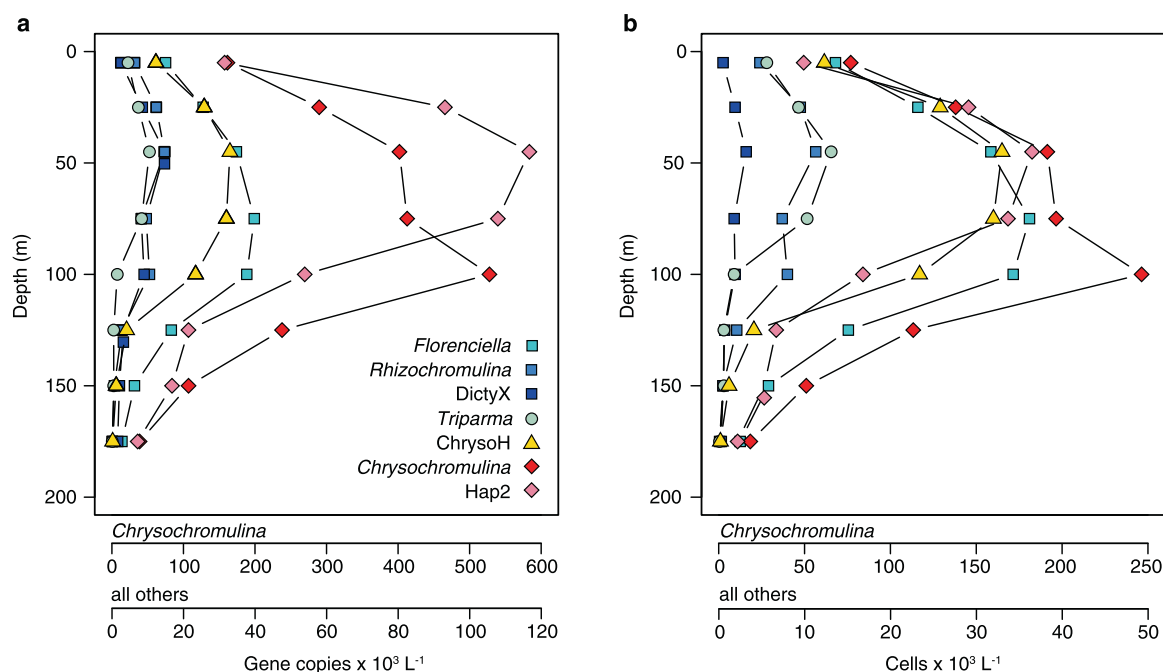 a
0
50
100
150
200
Depth (m)
Florenciella
Rhizochromulina
DictyX
Triparma
ChrysoH
Chrysochromulina
Hap2
Chrysochromulina
0 100 200 300 400 500 600
all others
0 20 40 60 80 100 120
Gene copies x 10³ L⁻¹
b
0
50
100
150
200
Depth (m)
Chrysochromulina
0 50 100 150 200 250
all others
0 10 20 30 40 50
Cells x 10³ L⁻¹